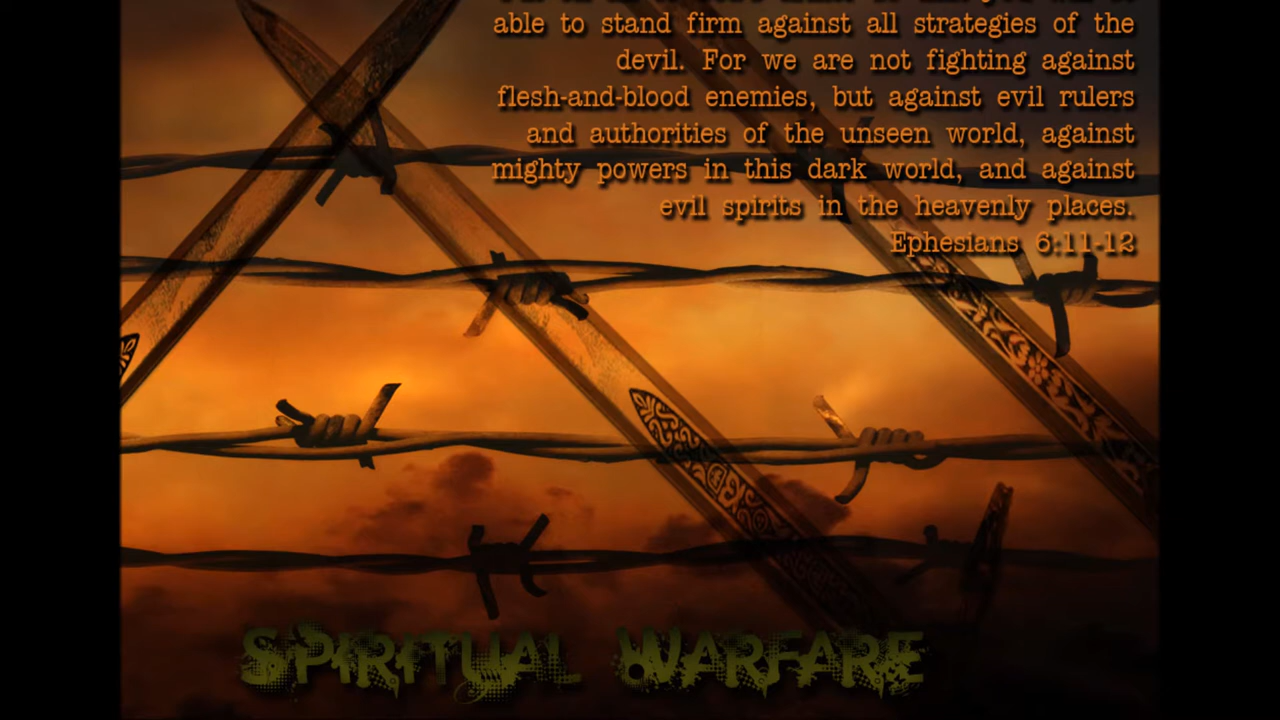 able to stand firm against all strategies of the
devil. For we are not fighting against
flesh-and-blood enemies, but against evil rulers
and authorities of the unseen world, against
mighty powers in this dark world, and against
evil spirits in the heavenly places.
Ephesians 6:11-12
SPIRITUAL WARFARE